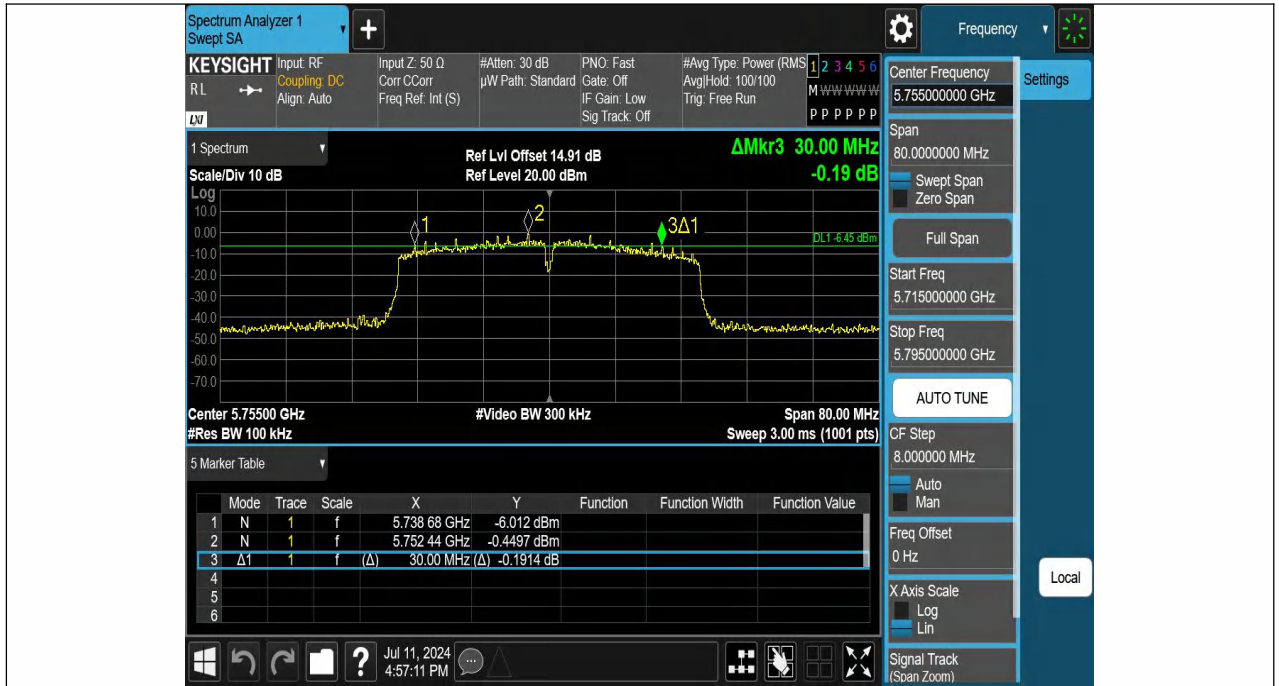 Spectrum Analyzer 1
Swept SA
+
Frequency
KEYSIGHT
RL
LXI
Input: RF
Coupling: DC
Align: Auto
Input Z: 50 Ω
Corr CCorr
Freq Ref: Int (S)
#Atten: 30 dB
µW Path: Standard
PNO: Fast
Gate: Off
IF Gain: Low
Sig Track: Off
#Avg Type: Power (RMS
Avg|Hold: 100/100
Trig: Free Run
1 2 3 4 5 6
M W W W W W
P P P P P P
1 Spectrum
Scale/Div 10 dB
Ref Lvl Offset 14.91 dB
Ref Level 20.00 dBm
ΔMkr3 30.00 MHz
-0.19 dB
Log
10.0
0.00
-10.0
-20.0
-30.0
-40.0
-50.0
-60.0
-70.0
1
2
3Δ1
DL1 -6.45 dBm
Center 5.75500 GHz
#Video BW 300 kHz
Span 80.00 MHz
#Res BW 100 kHz
Sweep 3.00 ms (1001 pts)
5 Marker Table
Mode Trace Scale X Y Function Function Width Function Value
1 N 1 f 5.738 68 GHz -6.012 dBm
2 N 1 f 5.752 44 GHz -0.4497 dBm
3 Δ1 1 f (Δ) 30.00 MHz (Δ) -0.1914 dB
4
5
6
?
Jul 11, 2024
4:57:11 PM
Center Frequency
5.755000000 GHz
Settings
Span
80.0000000 MHz
Swept Span
Zero Span
Full Span
Start Freq
5.715000000 GHz
Stop Freq
5.795000000 GHz
AUTO TUNE
CF Step
8.000000 MHz
Auto
Man
Freq Offset
0 Hz
X Axis Scale
Log
Lin
Local
Signal Track
(Span Zoom)